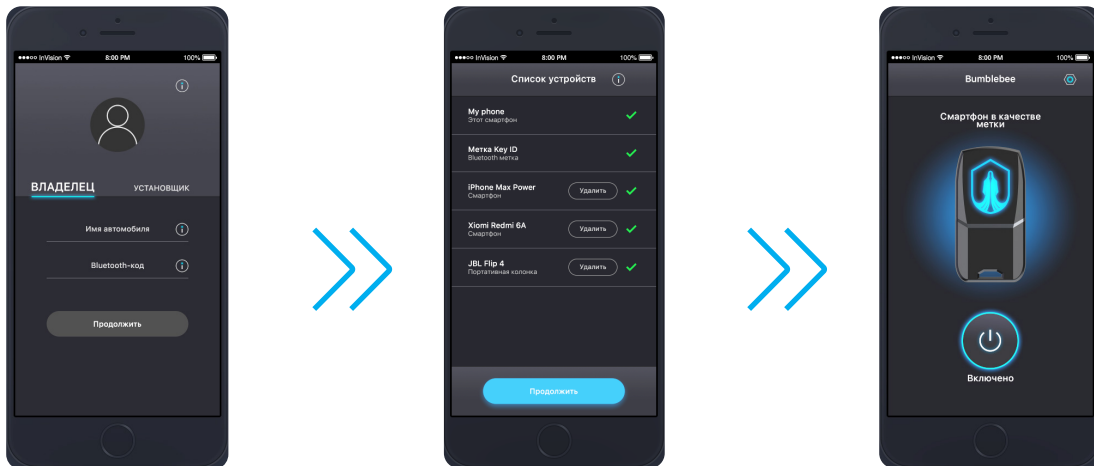 InVision 8:00 PM 100%
ВЛАДЕЛЕЦ УСТАНОВЩИК
Имя автомобиля
Bluetooth-код
Продолжить
InVision 8:00 PM 100%
Список устройств
My phone
Этот смартфон
Метка Key ID
Bluetooth метка
iPhone Max Power
Смартфон
Удалить
Xiomi Redmi 6A
Смартфон
Удалить
JBL Flip 4
Портативная колонка
Удалить
Продолжить
InVision 8:00 PM 100%
Bumblebee
Смартфон в качестве
метки
Включено